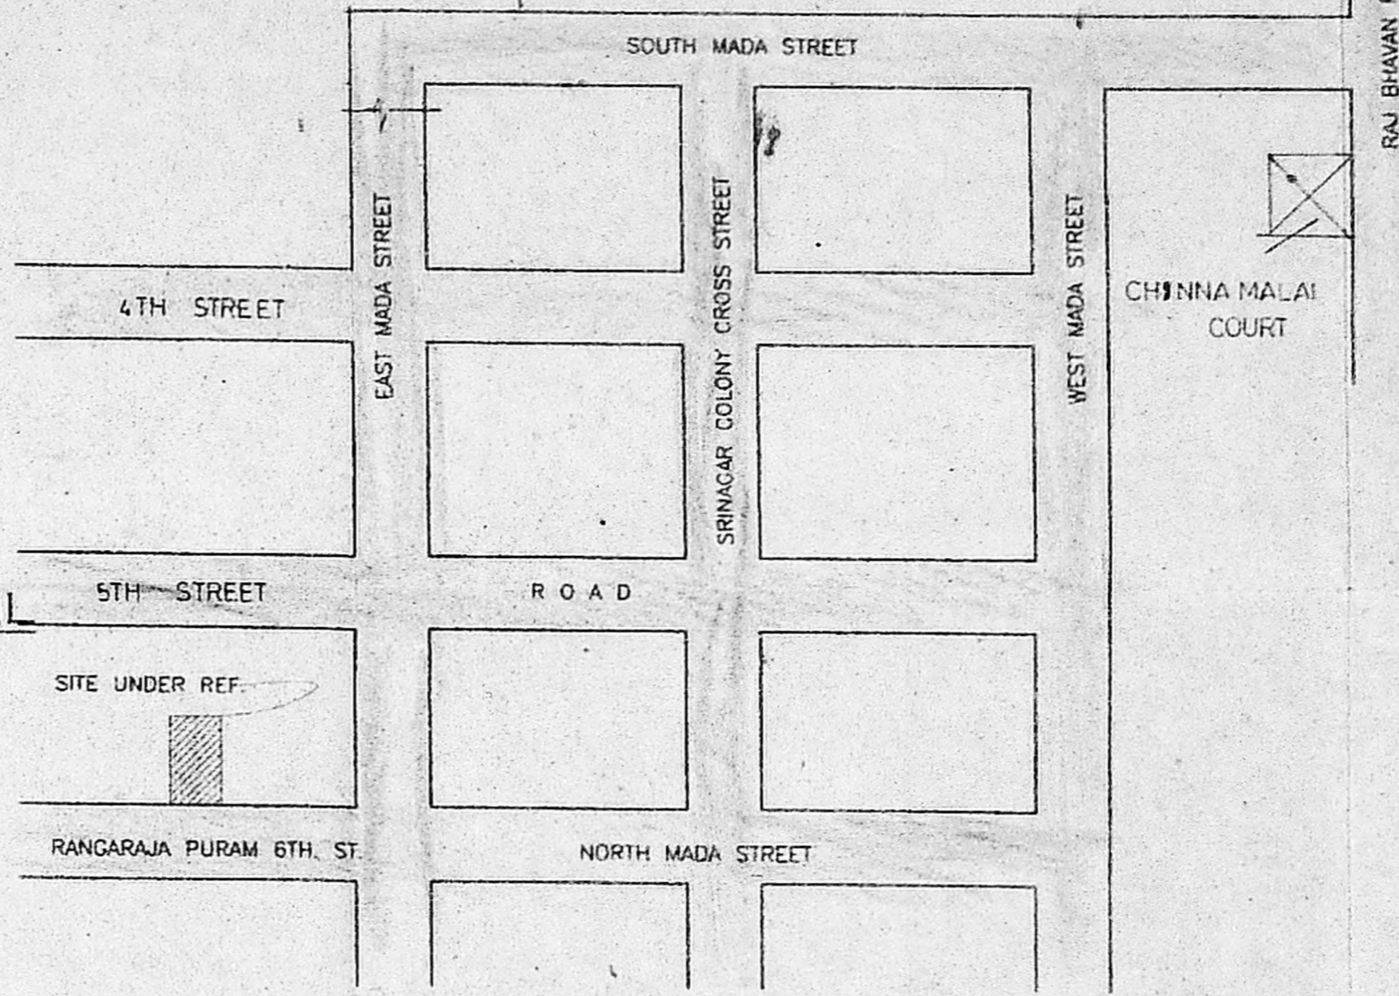 SOUTH MADA STREET
RAJ BHAVAN
EAST MADA STREET
SRINAGAR COLONY CROSS STREET
WEST MADA STREET
4TH STREET
CHINNA MALAI
COURT
5TH STREET
ROAD
SITE UNDER REF.
RANGARAJA PURAM 6TH. ST.
NORTH MADA STREET